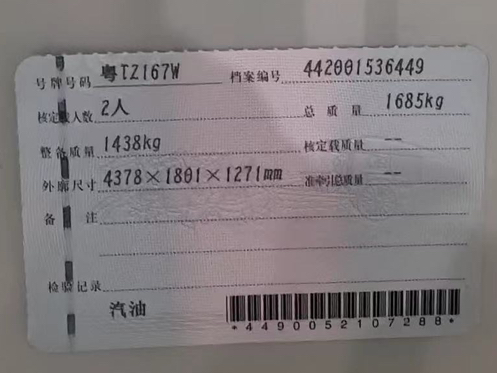 号牌号码 粤TZ167W 档案编号 442001536449
核定载人数 2人 总质量 1685kg
整备质量 1438kg 核定载质量 --
外廓尺寸 4378×1801×1271mm 准牵引总质量 --
备注
检验记录
汽油
*4490052107288*